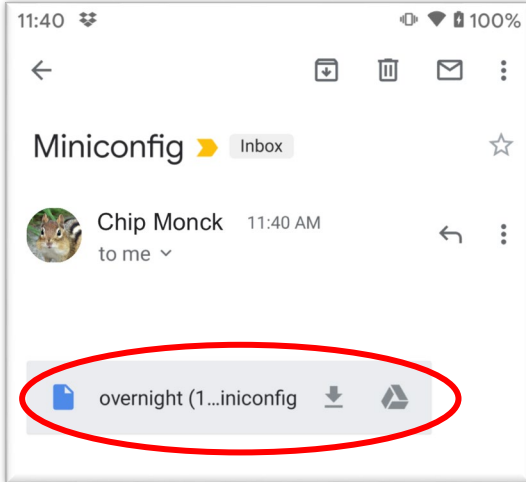 11:40 100%
Miniconfig Inbox
Chip Monck 11:40 AM
to me
overnight (1...iniconfig